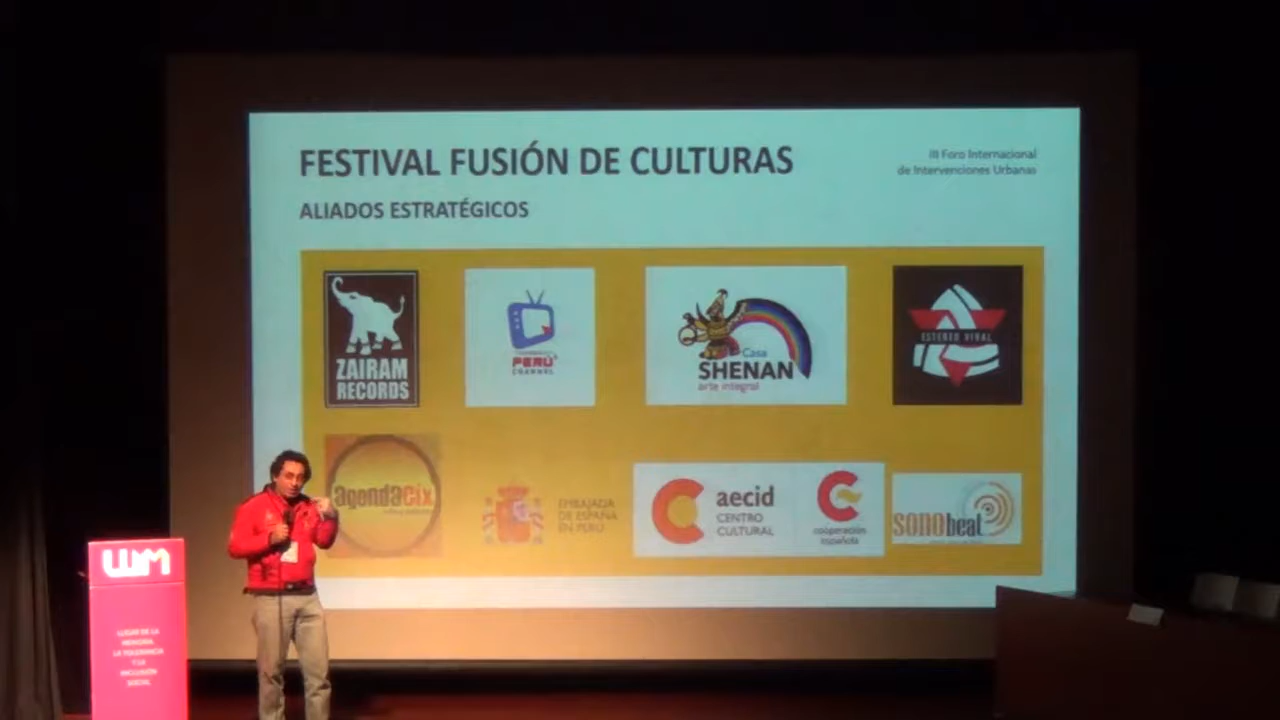 FESTIVAL FUSIÓN DE CULTURAS
III Foro Internacional
de Intervenciones Urbanas
ALIADOS ESTRATÉGICOS
ZAIRAM
RECORDS
PERÚ
CHANNEL
Casa
SHENAN
arte integral
ESTEREO VIRAL
agendaCix
EMBAJADA
DE ESPAÑA
EN PERÚ
aecid
CENTRO
CULTURAL
cooperación
española
sonobeat
LUM
LUGAR DE LA
MEMORIA
LA TOLERANCIA
Y LA
INCLUSIÓN
SOCIAL